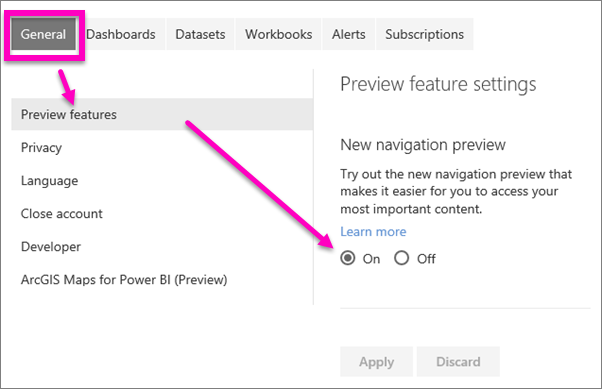 General Dashboards Datasets Workbooks Alerts Subscriptions
Preview features
Privacy
Language
Close account
Developer
ArcGIS Maps for Power BI (Preview)
Preview feature settings
New navigation preview
Try out the new navigation preview that
makes it easier for you to access your
most important content.
Learn more
On Off
Apply Discard